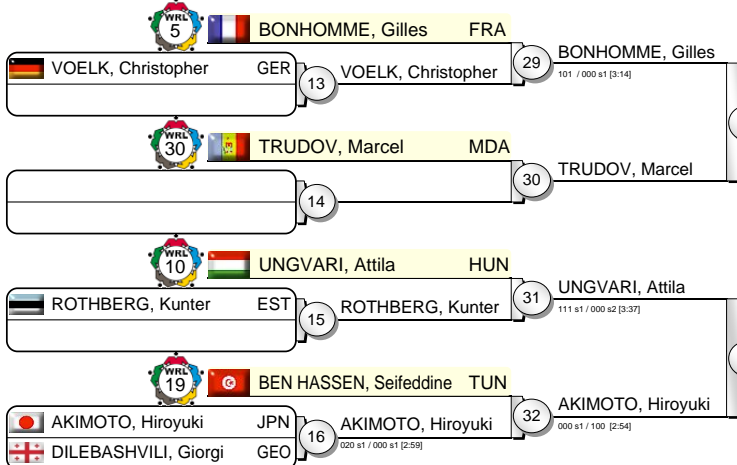 WRL 5 BONHOMME, Gilles FRA
VOELK, Christopher GER
13 VOELK, Christopher
29 BONHOMME, Gilles
101 / 000 s1 [3:14]
WRL 30 TRUDOV, Marcel MDA
14
30 TRUDOV, Marcel
WRL 10 UNGVARI, Attila HUN
ROTHBERG, Kunter EST
15 ROTHBERG, Kunter
31 UNGVARI, Attila
111 s1 / 000 s2 [3:37]
WRL 19 BEN HASSEN, Seifeddine TUN
AKIMOTO, Hiroyuki JPN
DILEBASHVILI, Giorgi GEO
16 AKIMOTO, Hiroyuki
020 s1 / 000 s1 [2:59]
32 AKIMOTO, Hiroyuki
000 s1 / 100 [2:54]